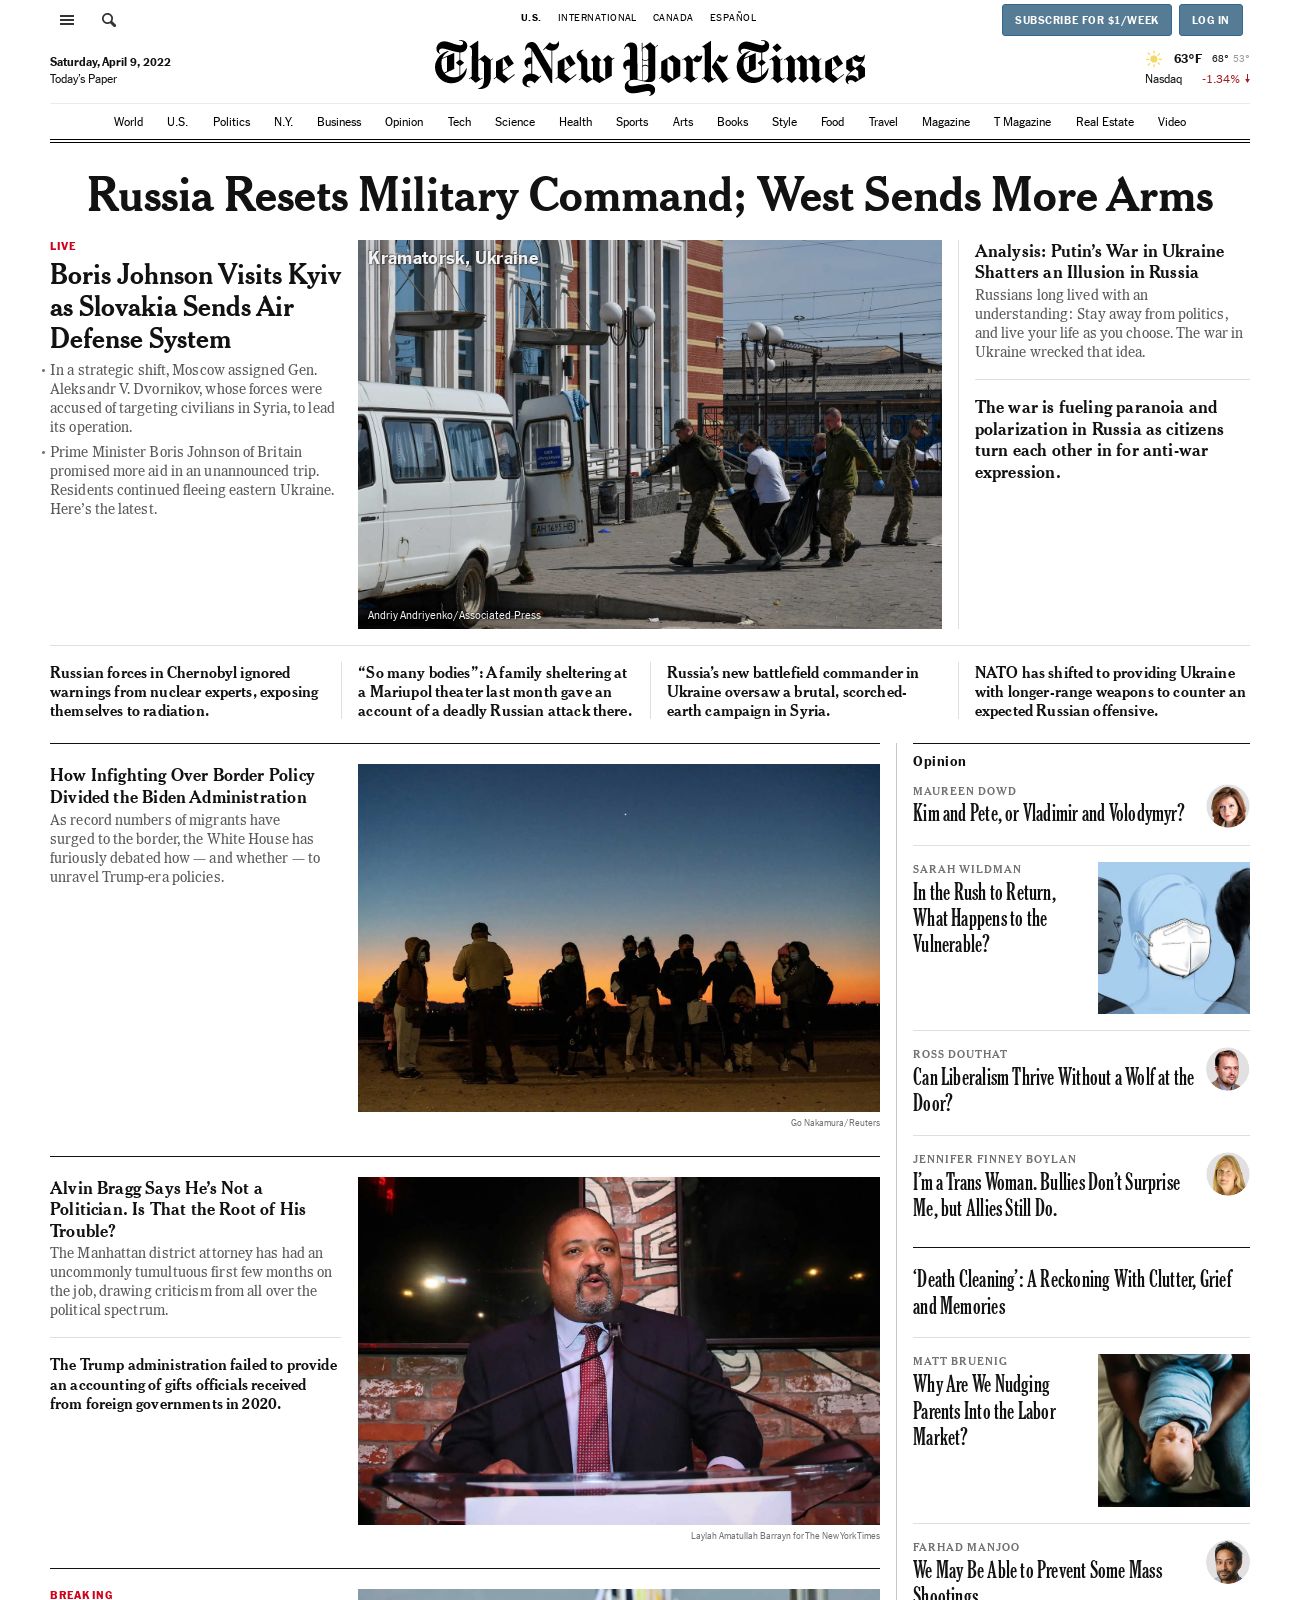 U.S. INTERNATIONAL CANADA ESPAÑOL
SUBSCRIBE FOR $1/WEEK LOG IN
Saturday, April 9, 2022
Today's Paper
The New York Times
63°F 68° 53°
Nasdaq -1.34%
World U.S. Politics N.Y. Business Opinion Tech Science Health Sports Arts Books Style Food Travel Magazine T Magazine Real Estate Video
Russia Resets Military Command; West Sends More Arms
LIVE
Boris Johnson Visits Kyiv
as Slovakia Sends Air
Defense System
In a strategic shift, Moscow assigned Gen.
Aleksandr V. Dvornikov, whose forces were
accused of targeting civilians in Syria, to lead
its operation.
Prime Minister Boris Johnson of Britain
promised more aid in an unannounced trip.
Residents continued fleeing eastern Ukraine.
Here's the latest.
Kramatorsk, Ukraine
AH 1695 HB
Andriy Andriyenko/Associated Press
Analysis: Putin's War in Ukraine
Shatters an Illusion in Russia
Russians long lived with an
understanding: Stay away from politics,
and live your life as you choose. The war in
Ukraine wrecked that idea.
The war is fueling paranoia and
polarization in Russia as citizens
turn each other in for anti-war
expression.
Russian forces in Chernobyl ignored
warnings from nuclear experts, exposing
themselves to radiation.
“So many bodies”: A family sheltering at
a Mariupol theater last month gave an
account of a deadly Russian attack there.
Russia's new battlefield commander in
Ukraine oversaw a brutal, scorched-
earth campaign in Syria.
NATO has shifted to providing Ukraine
with longer-range weapons to counter an
expected Russian offensive.
How Infighting Over Border Policy
Divided the Biden Administration
As record numbers of migrants have
surged to the border, the White House has
furiously debated how — and whether — to
unravel Trump-era policies.
Go Nakamura/Reuters
Alvin Bragg Says He's Not a
Politician. Is That the Root of His
Trouble?
The Manhattan district attorney has had an
uncommonly tumultuous first few months on
the job, drawing criticism from all over the
political spectrum.
The Trump administration failed to provide
an accounting of gifts officials received
from foreign governments in 2020.
Laylah Amatullah Barrayn for The New York Times
BREAKING
Opinion
MAUREEN DOWD
Kim and Pete, or Vladimir and Volodymyr?
SARAH WILDMAN
In the Rush to Return,
What Happens to the
Vulnerable?
ROSS DOUTHAT
Can Liberalism Thrive Without a Wolf at the
Door?
JENNIFER FINNEY BOYLAN
I'm a Trans Woman. Bullies Don't Surprise
Me, but Allies Still Do.
‘Death Cleaning’: A Reckoning With Clutter, Grief
and Memories
MATT BRUENIG
Why Are We Nudging
Parents Into the Labor
Market?
FARHAD MANJOO
We May Be Able to Prevent Some Mass
Shootings